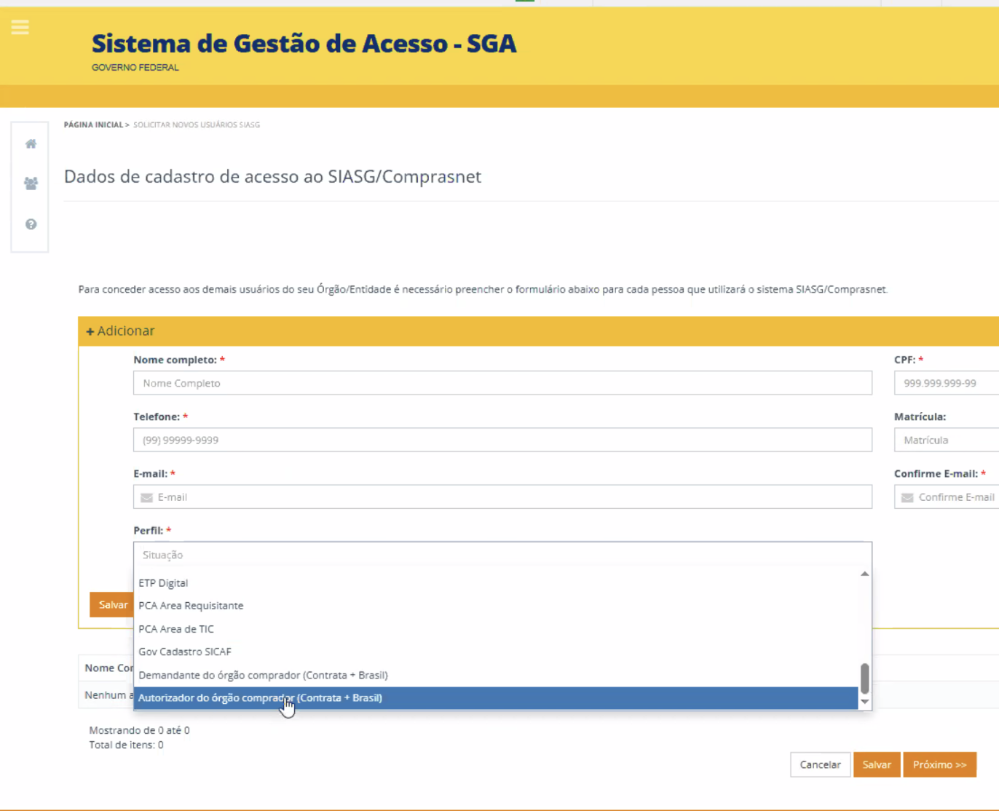 Sistema de Gestão de Acesso - SGA
GOVERNO FEDERAL
PÁGINA INICIAL > SOLICITAR NOVOS USUÁRIOS SIASG
Dados de cadastro de acesso ao SIASG/Comprasnet
Para conceder acesso aos demais usuários do seu Órgão/Entidade é necessário preencher o formulário abaixo para cada pessoa que utilizará o sistema SIASG/Comprasnet.
+ Adicionar
Nome completo: * CPF: *
Nome Completo 999.999.999-99
Telefone: * Matrícula:
(99) 99999-9999 Matrícula
E-mail: * Confirme E-mail: *
E-mail Confirme E-mail
Perfil: *
Situação
ETP Digital
Salvar PCA Area Requisitante
PCA Area de TIC
Gov Cadastro SICAF
Nome Cor Demandante do órgão comprador (Contrata + Brasil)
Nenhum a Autorizador do órgão comprador (Contrata + Brasil)
Mostrando de 0 até 0
Total de itens: 0
Cancelar Salvar Próximo >>